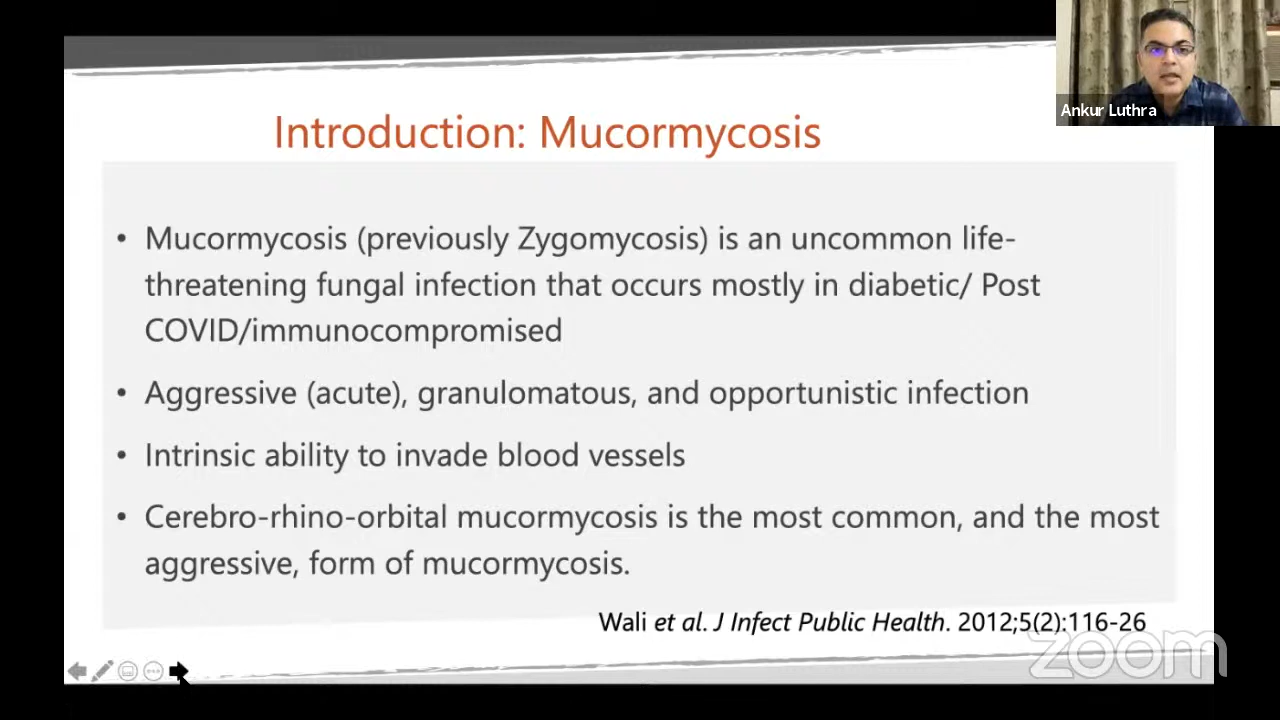 Ankur Luthra
Introduction: Mucormycosis
• Mucormycosis (previously Zygomycosis) is an uncommon life-
threatening fungal infection that occurs mostly in diabetic/ Post
COVID/immunocompromised
• Aggressive (acute), granulomatous, and opportunistic infection
• Intrinsic ability to invade blood vessels
• Cerebro-rhino-orbital mucormycosis is the most common, and the most
aggressive, form of mucormycosis.
Wali et al. J Infect Public Health. 2012;5(2):116-26
zoom